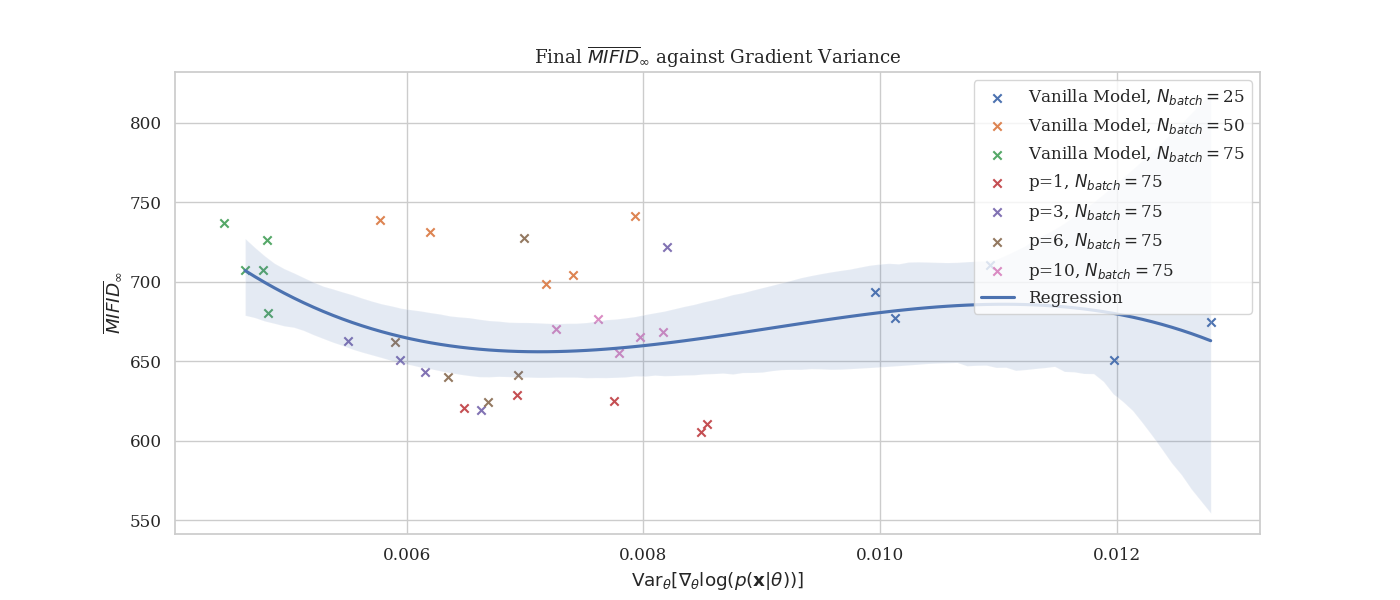 Final $\overline{MIFID}_\infty$ against Gradient Variance
$\overline{MIFID}_\infty$
800
750
700
650
600
550
0.006
0.008
0.010
0.012
$\mathrm{Var}_\theta[\nabla_\theta \log(p(\mathbf{x}|\theta))]$
Vanilla Model, $N_{batch} = 25$
Vanilla Model, $N_{batch} = 50$
Vanilla Model, $N_{batch} = 75$
p=1, $N_{batch} = 75$
p=3, $N_{batch} = 75$
p=6, $N_{batch} = 75$
p=10, $N_{batch} = 75$
Regression